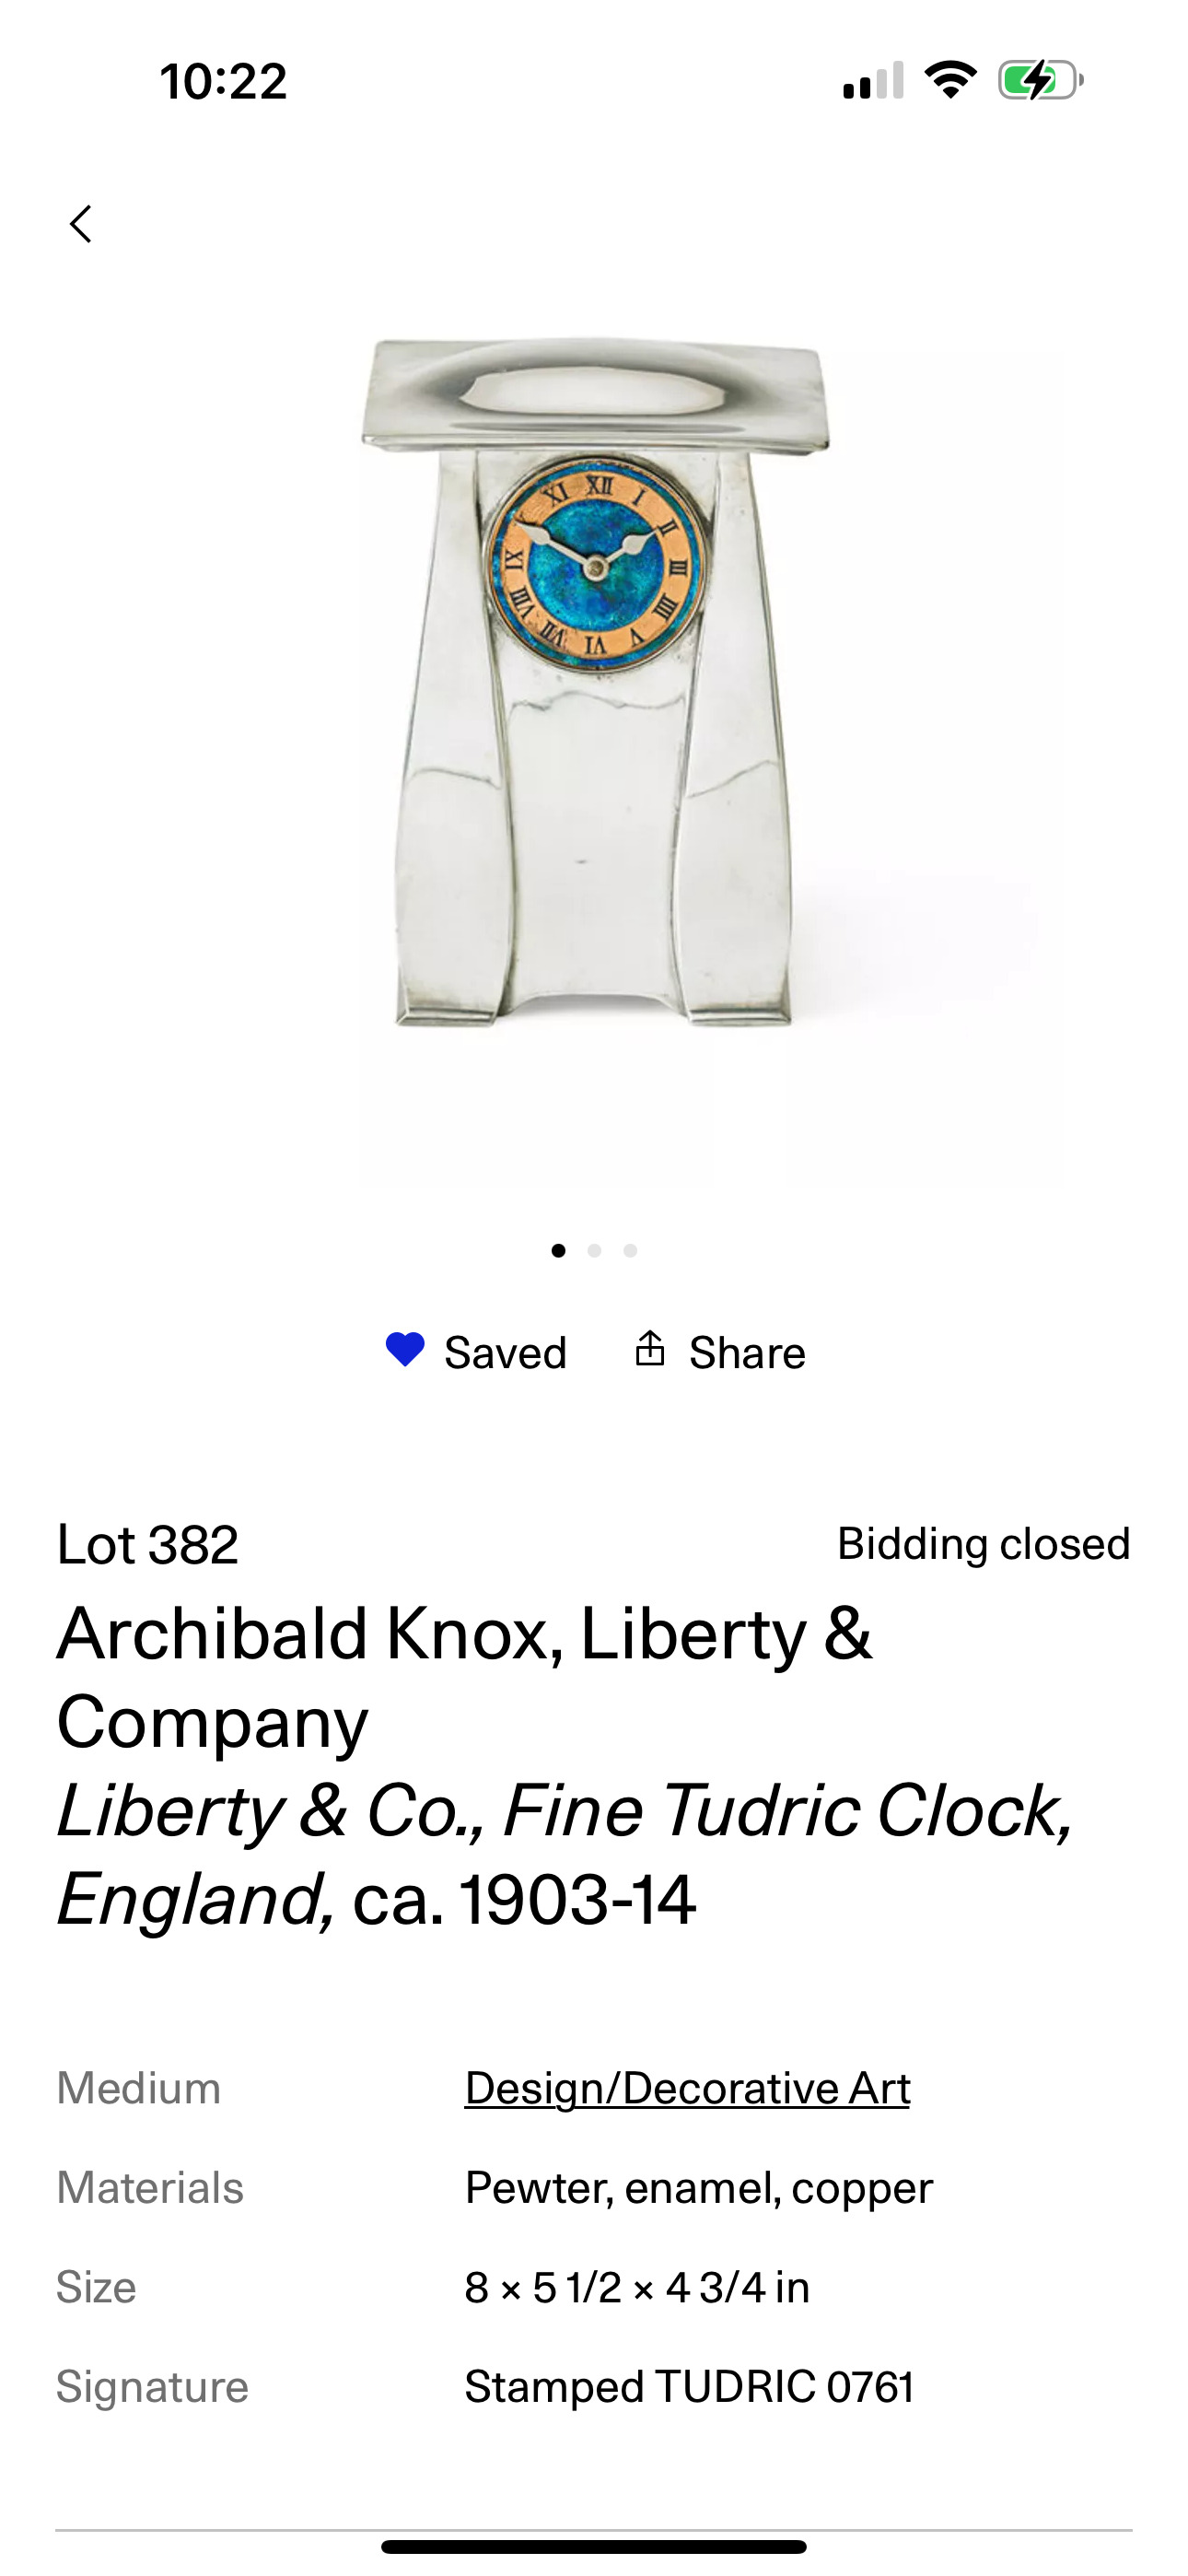 10:22
XII
I
II
III
IIII
V
VI
VII
VIII
IX
X
XI
Saved
Share
Lot 382
Bidding closed
Archibald Knox, Liberty &
Company
Liberty & Co., Fine Tudric Clock,
England, ca. 1903-14
Medium
Design/Decorative Art
Materials
Pewter, enamel, copper
Size
8 × 5 1/2 × 4 3/4 in
Signature
Stamped TUDRIC 0761